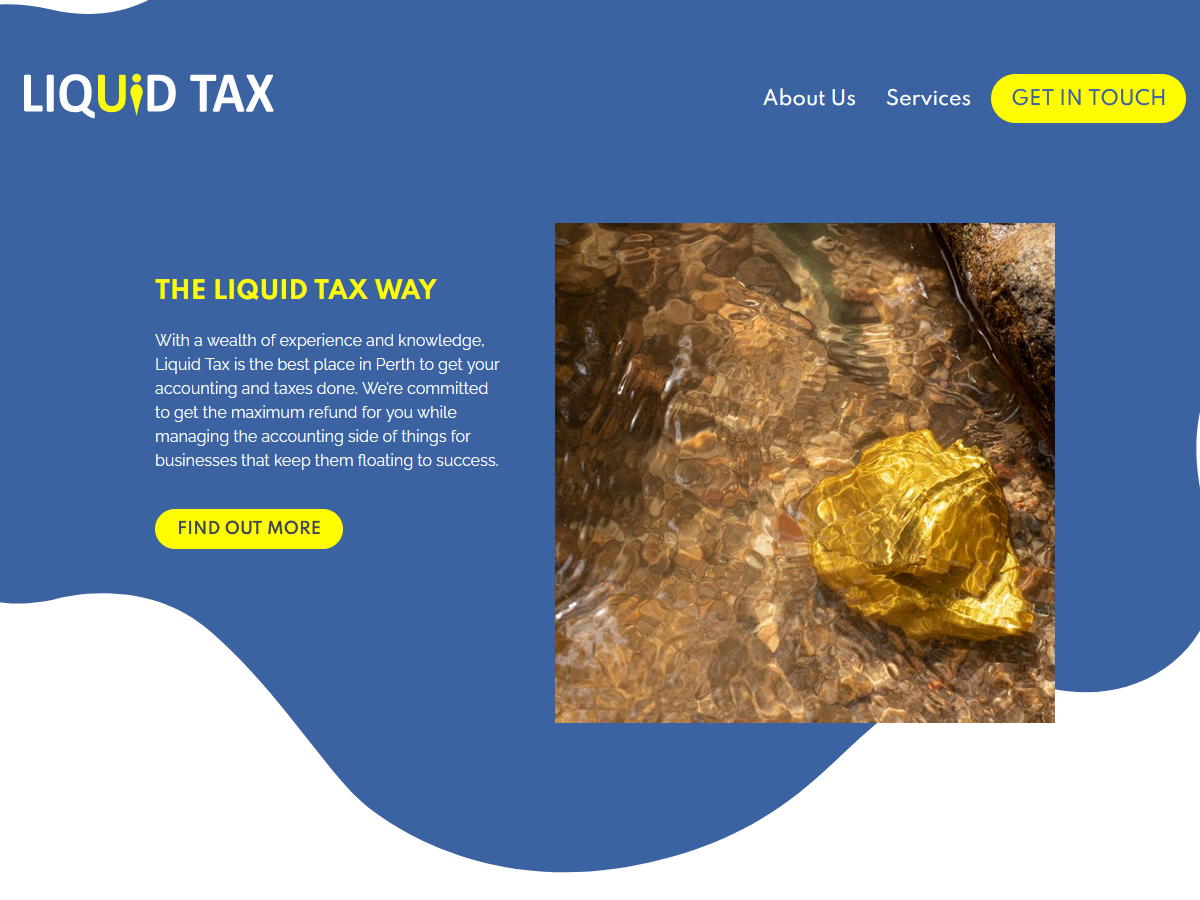 LIQUiD TAX
About Us
Services
GET IN TOUCH
THE LIQUID TAX WAY
With a wealth of experience and knowledge,
Liquid Tax is the best place in Perth to get your
accounting and taxes done. We're committed
to get the maximum refund for you while
managing the accounting side of things for
businesses that keep them floating to success.
FIND OUT MORE